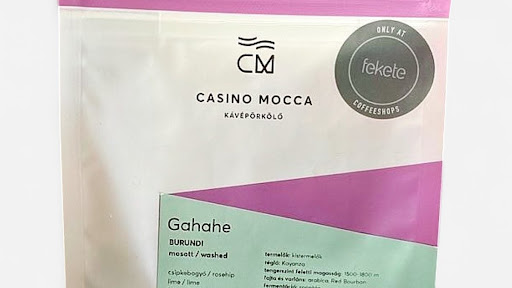 CM
CASINO MOCCA
KÁVÉPÖRKÖLŐ
ONLY AT
fekete
COFFEESHOPS
Gahahe
BURUNDI
mosott / washed
csipkebogyó / rosehip
lime / lime
termelők: kistermelők
régió: Kayanza
tengerszint feletti magasság: 1500-1800 m
fajta és varietás: arabica, Red Bourbon